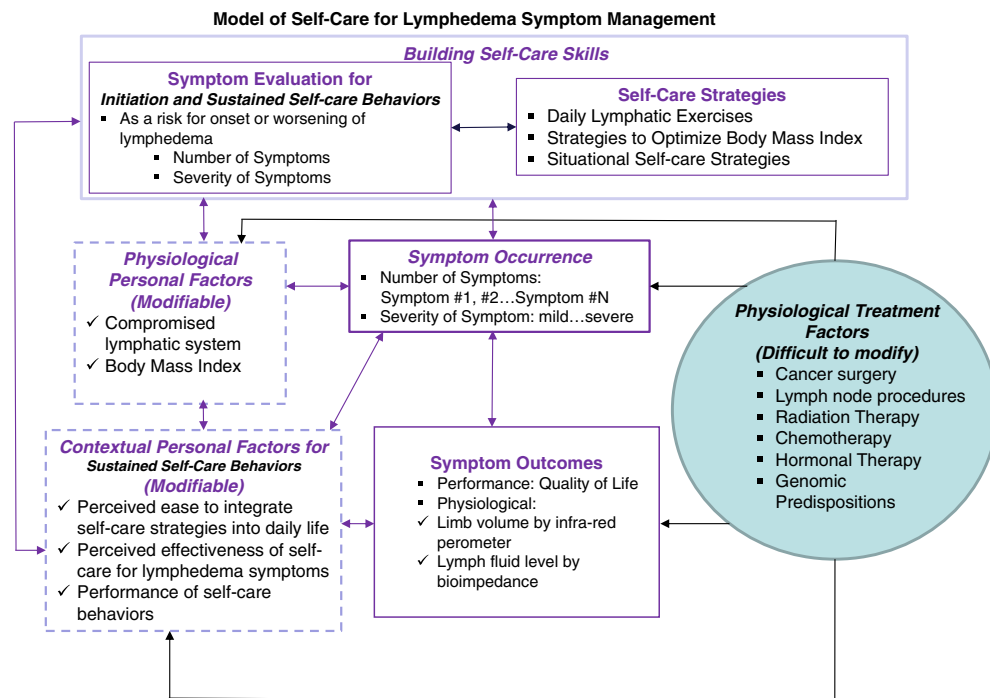 Model of Self-Care for Lymphedema Symptom Management
Building Self-Care Skills
Symptom Evaluation for
Initiation and Sustained Self-care Behaviors
▪ As a risk for onset or worsening of
lymphedema
▪ Number of Symptoms
▪ Severity of Symptoms
Self-Care Strategies
▪ Daily Lymphatic Exercises
▪ Strategies to Optimize Body Mass Index
▪ Situational Self-care Strategies
Physiological
Personal Factors
(Modifiable)
✓ Compromised
lymphatic system
✓ Body Mass Index
Symptom Occurrence
▪ Number of Symptoms:
Symptom #1, #2…Symptom #N
▪ Severity of Symptom: mild…severe
Physiological Treatment
Factors
(Difficult to modify)
▪ Cancer surgery
▪ Lymph node procedures
▪ Radiation Therapy
▪ Chemotherapy
▪ Hormonal Therapy
▪ Genomic
Predispositions
Contextual Personal Factors for
Sustained Self-Care Behaviors
(Modifiable)
✓ Perceived ease to integrate
self-care strategies into daily life
✓ Perceived effectiveness of self-
care for lymphedema symptoms
✓ Performance of self-care
behaviors
Symptom Outcomes
▪ Performance: Quality of Life
▪ Physiological:
✓ Limb volume by infra-red
perometer
✓ Lymph fluid level by
bioimpedance